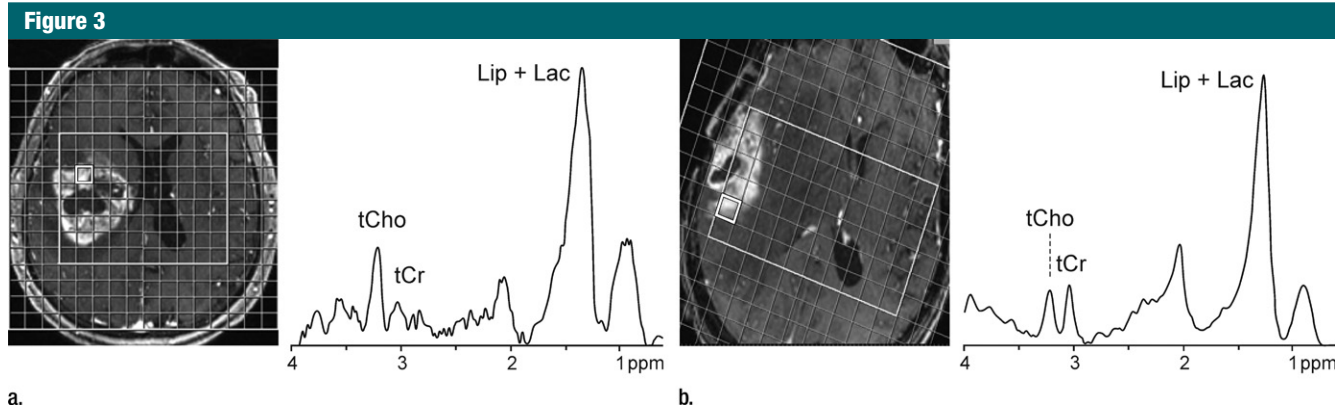 Figure 3
Lip + Lac
tCho
tCr
4 3 2 1 ppm
Lip + Lac
tCho
tCr
4 3 2 1 ppm
a.
b.